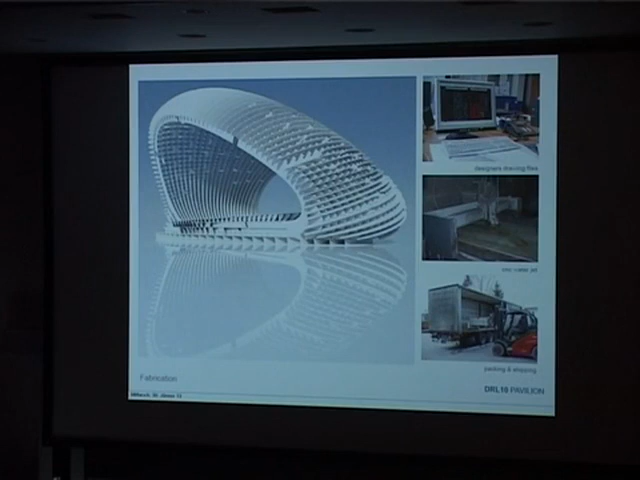 designers drawing files
cnc water jet
packing & shipping
Fabrication
DRL10 PAVILION